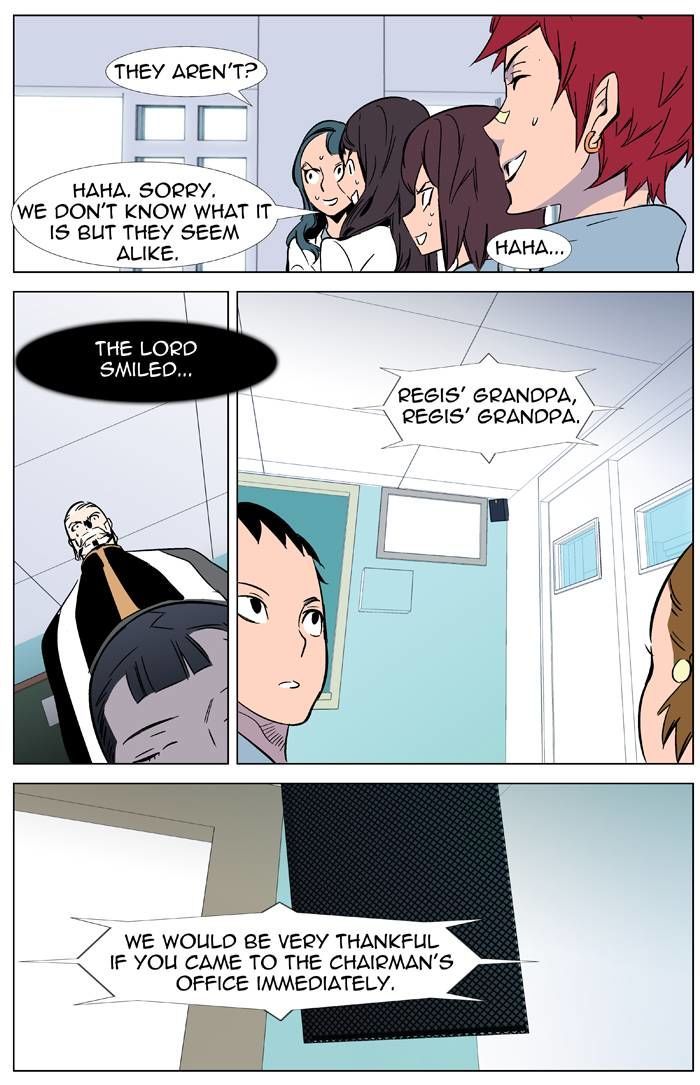 THEY AREN'T?
HAHA. SORRY.
WE DON'T KNOW WHAT IT
IS BUT THEY SEEM
ALIKE.
HAHA...
THE LORD
SMILED...
REGIS' GRANDPA,
REGIS' GRANDPA.
WE WOULD BE VERY THANKFUL
IF YOU CAME TO THE CHAIRMAN'S
OFFICE IMMEDIATELY.